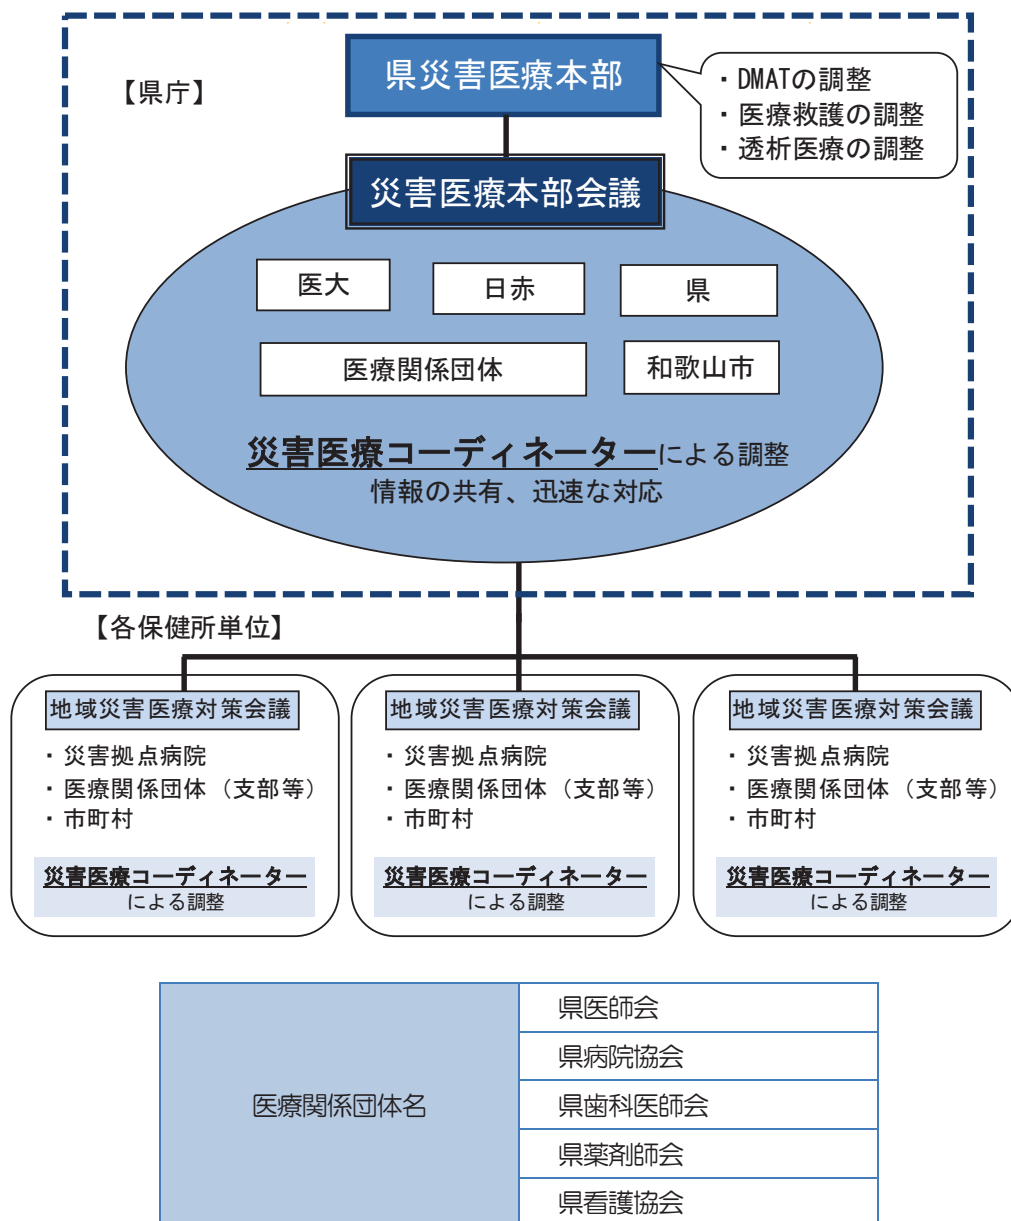 【県庁】
県災害医療本部
・DMATの調整
・医療救護の調整
・透析医療の調整
災害医療本部会議
医大
日赤
県
医療関係団体
和歌山市
災害医療コーディネーターによる調整
情報の共有、迅速な対応
【各保健所単位】
地域災害医療対策会議
・災害拠点病院
・医療関係団体（支部等）
・市町村
災害医療コーディネーター
による調整
地域災害医療対策会議
・災害拠点病院
・医療関係団体（支部等）
・市町村
災害医療コーディネーター
による調整
地域災害医療対策会議
・災害拠点病院
・医療関係団体（支部等）
・市町村
災害医療コーディネーター
による調整
医療関係団体名
県医師会
県病院協会
県歯科医師会
県薬剤師会
県看護協会